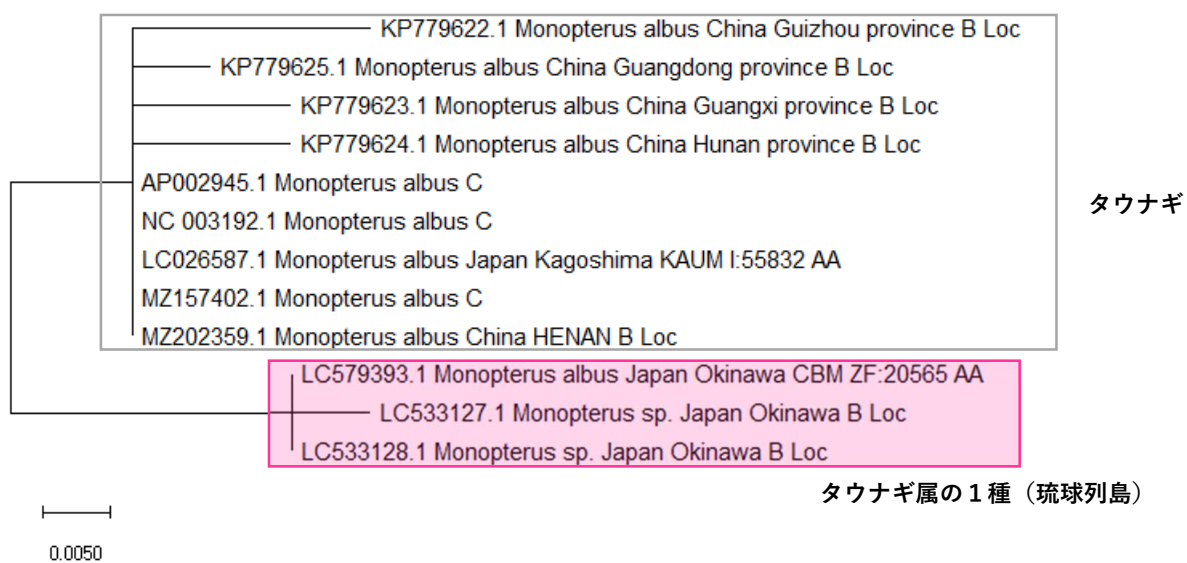 KP779622.1 Monopterus albus China Guizhou province B Loc
KP779625.1 Monopterus albus China Guangdong province B Loc
KP779623.1 Monopterus albus China Guangxi province B Loc
KP779624.1 Monopterus albus China Hunan province B Loc
AP002945.1 Monopterus albus C
タウナギ
NC 003192.1 Monopterus albus C
LC026587.1 Monopterus albus Japan Kagoshima KAUM I:55832 AA
MZ157402.1 Monopterus albus C
MZ202359.1 Monopterus albus China HENAN B Loc
LC579393.1 Monopterus albus Japan Okinawa CBM ZF:20565 AA
LC533127.1 Monopterus sp. Japan Okinawa B Loc
LC533128.1 Monopterus sp. Japan Okinawa B Loc
タウナギ属の１種（琉球列島）
0.0050